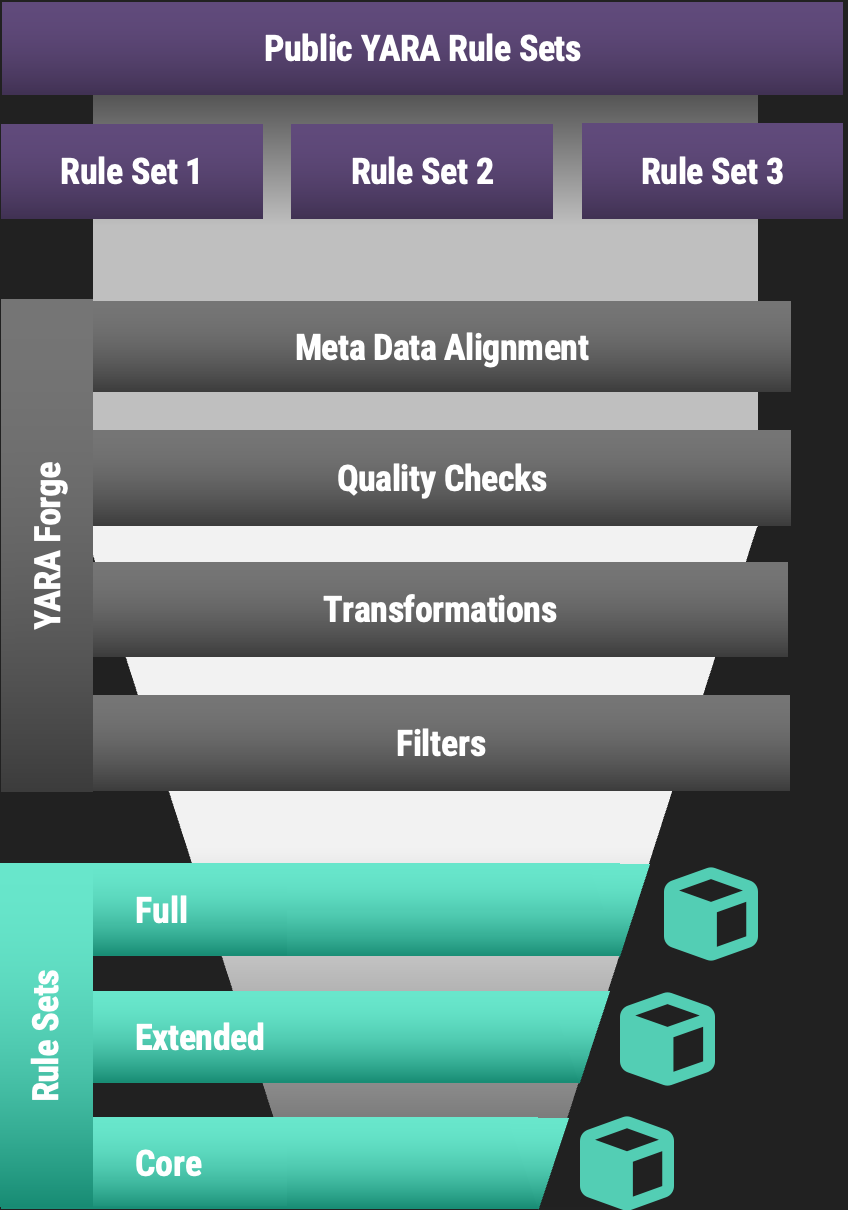 Public YARA Rule Sets
Rule Set 1
Rule Set 2
Rule Set 3
YARA Forge
Meta Data Alignment
Quality Checks
Transformations
Filters
Rule Sets
Full
Extended
Core